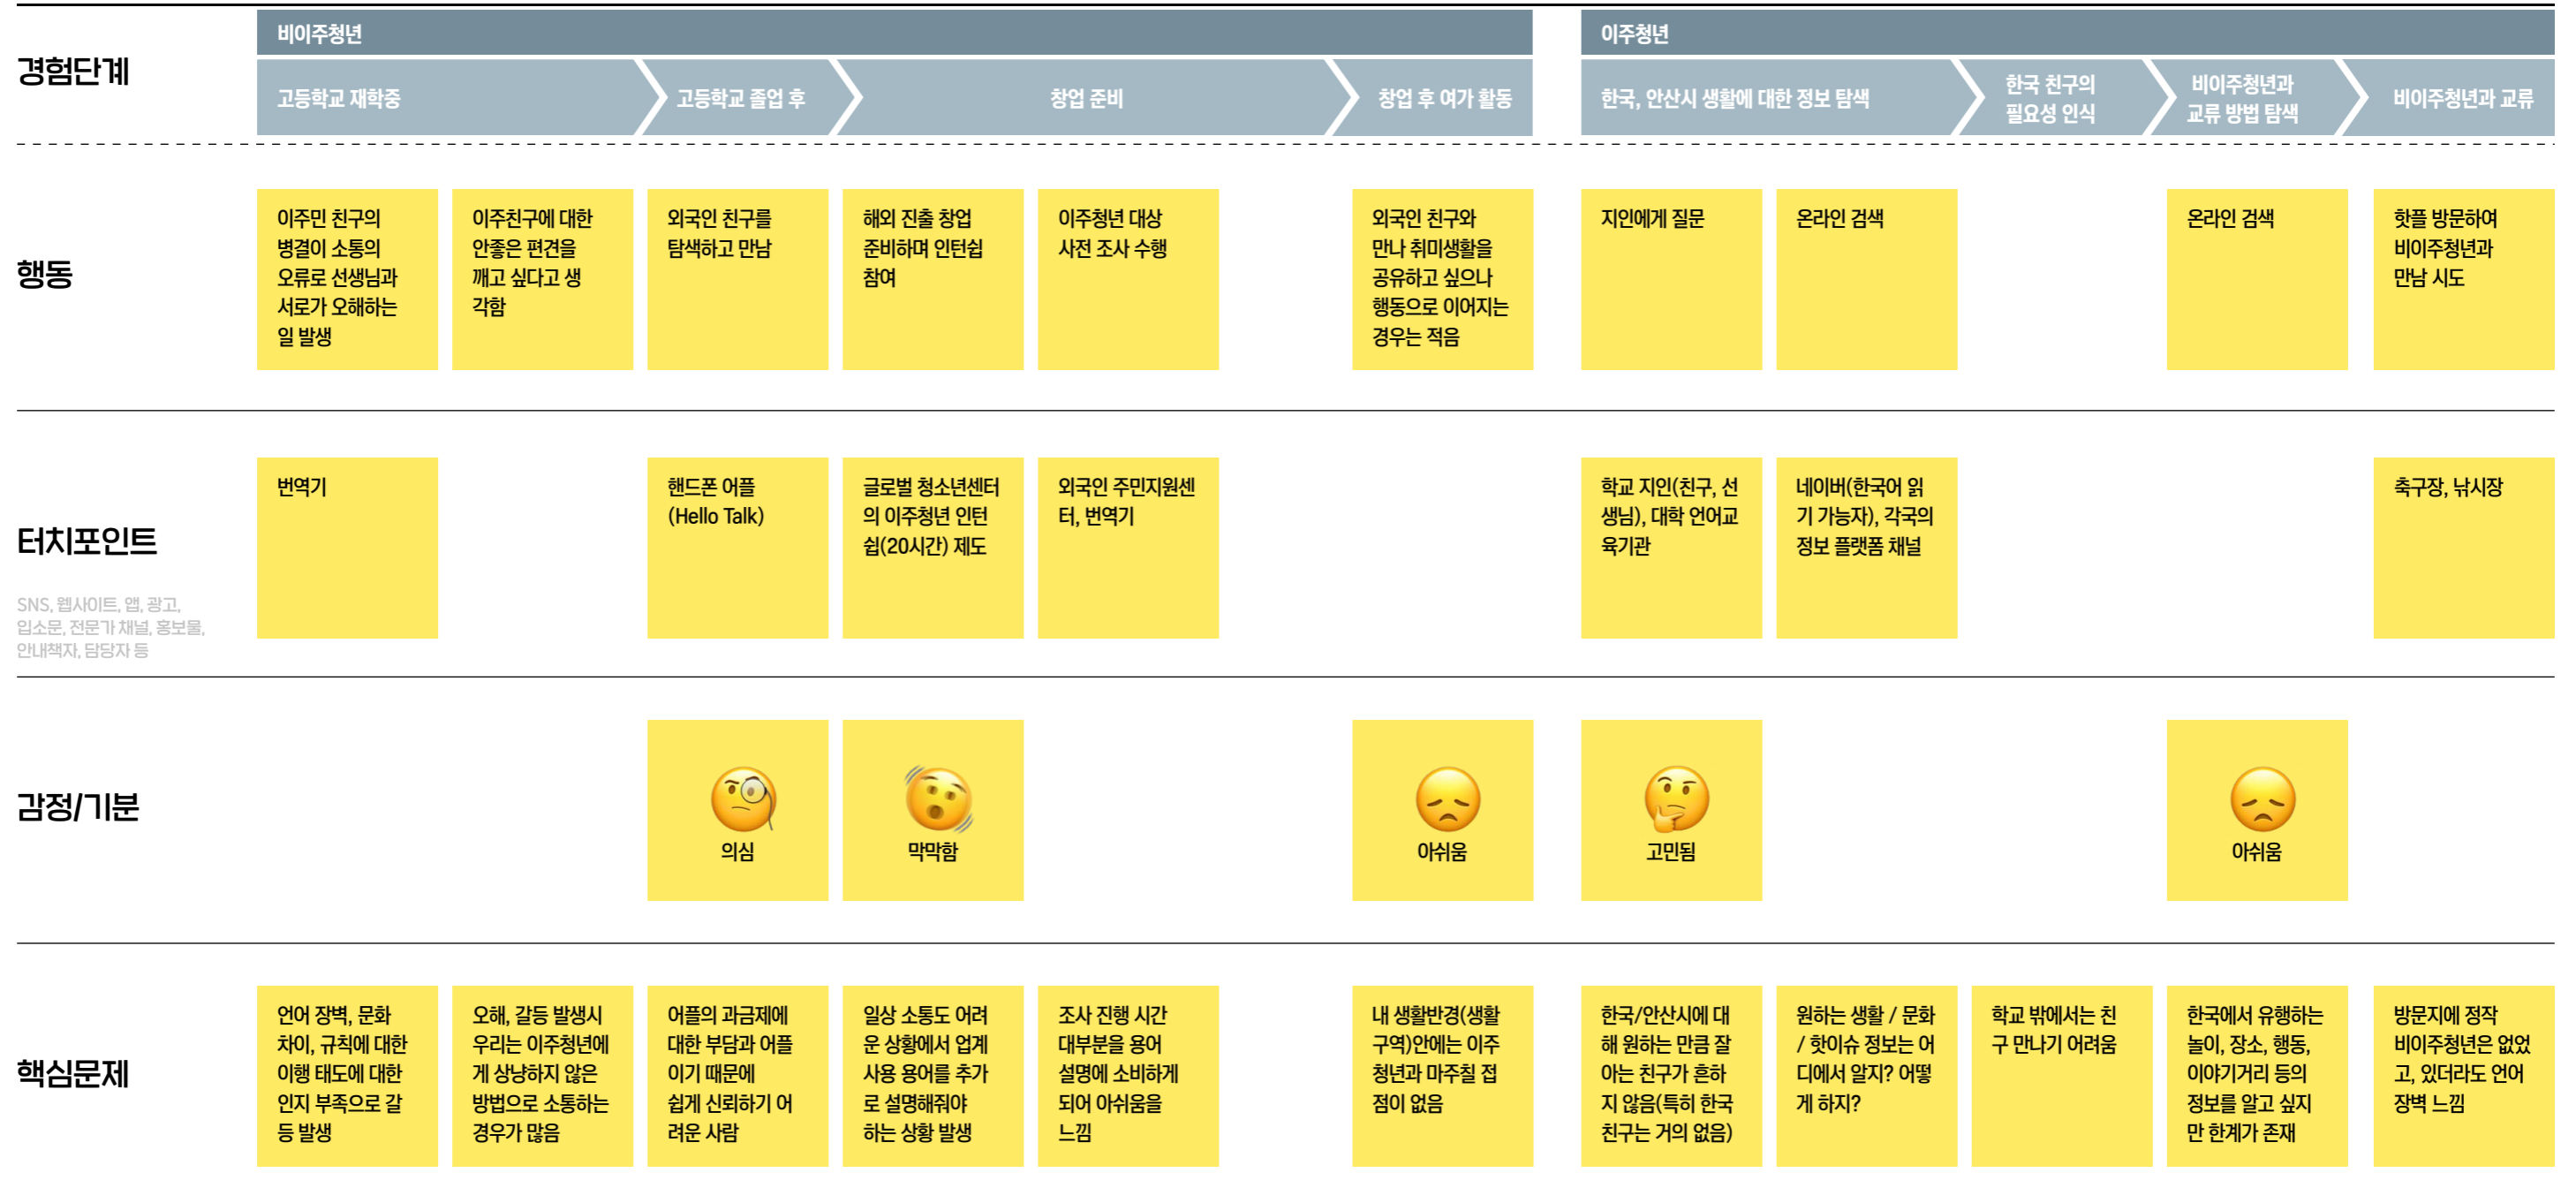 경험단계
비이주청년
고등학교 재학중
고등학교 졸업 후
창업 준비
창업 후 여가 활동
이주청년
한국, 안산시 생활에 대한 정보 탐색
한국 친구의
필요성 인식
비이주청년과
교류 방법 탐색
비이주청년과 교류
행동
이주민 친구의
병결이 소통의
오류로 선생님과
서로가 오해하는
일 발생
이주친구에 대한
안좋은 편견을
깨고 싶다고 생
각함
외국인 친구를
탐색하고 만남
해외 진출 창업
준비하며 인턴쉽
참여
이주청년 대상
사전 조사 수행
외국인 친구와
만나 취미생활을
공유하고 싶으나
행동으로 이어지는
경우는 적음
지인에게 질문
온라인 검색
온라인 검색
핫플 방문하여
비이주청년과
만남 시도
터치포인트
SNS, 웹사이트, 앱, 광고,
입소문, 전문가 채널, 홍보물,
안내책자, 담당자 등
번역기
핸드폰 어플
(Hello Talk)
글로벌 청소년센터
의 이주청년 인턴
쉽(20시간) 제도
외국인 주민지원센
터, 번역기
학교 지인(친구, 선
생님), 대학 언어교
육기관
네이버(한국어 읽
기 가능자), 각국의
정보 플랫폼 채널
축구장, 낚시장
감정/기분
의심
막막함
아쉬움
고민됨
아쉬움
핵심문제
언어 장벽, 문화
차이, 규칙에 대한
이행 태도에 대한
인지 부족으로 갈
등 발생
오해, 갈등 발생시
우리는 이주청년에
게 상냥하지 않은
방법으로 소통하는
경우가 많음
어플의 과금제에
대한 부담과 어플
이기 때문에
쉽게 신뢰하기 어
려운 사람
일상 소통도 어려
운 상황에서 업계
사용 용어를 추가
로 설명해줘야
하는 상황 발생
조사 진행 시간
대부분을 용어
설명에 소비하게
되어 아쉬움을
느낌
내 생활반경(생활
구역)안에는 이주
청년과 마주칠 접
점이 없음
한국/안산시에 대
해 원하는 만큼 잘
아는 친구가 흔하
지 않음(특히 한국
친구는 거의 없음)
원하는 생활 / 문화
/ 핫이슈 정보는 어
디에서 알지? 어떻
게 하지?
학교 밖에서는 친
구 만나기 어려움
한국에서 유행하는
놀이, 장소, 행동,
이야기거리 등의
정보를 알고 싶지
만 한계가 존재
방문지에 정작
비이주청년은 없었
고, 있더라도 언어
장벽 느낌